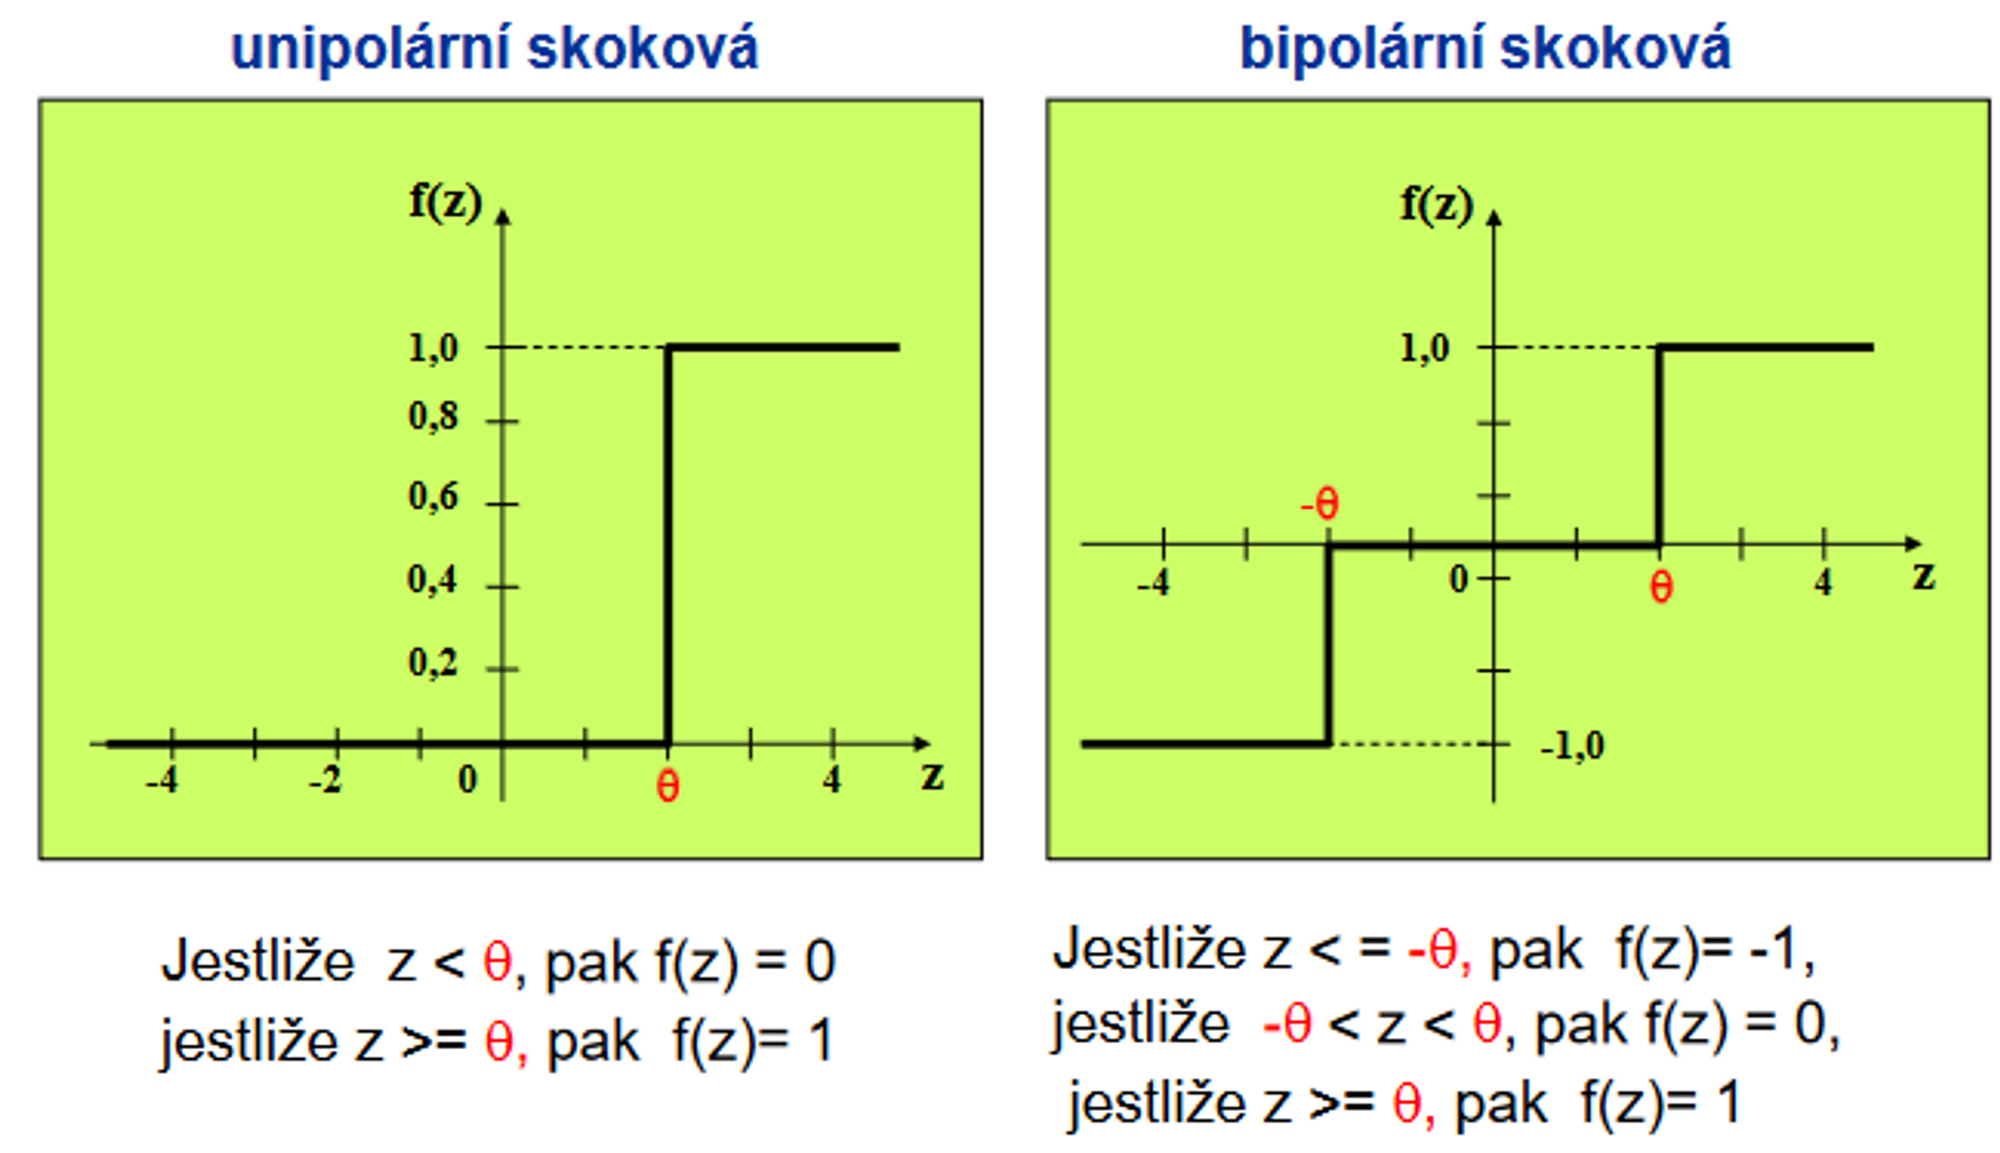 unipolární skoková
f(z)
1,0
0,8
0,6
0,4
0,2
-4 -2 0 θ 4 z
Jestliže z < θ, pak f(z) = 0
jestliže z >= θ, pak f(z)= 1
bipolární skoková
f(z)
1,0
-θ
-4 0 θ 4 z
-1,0
Jestliže z < = -θ, pak f(z)= -1,
jestliže -θ < z < θ, pak f(z) = 0,
jestliže z >= θ, pak f(z)= 1